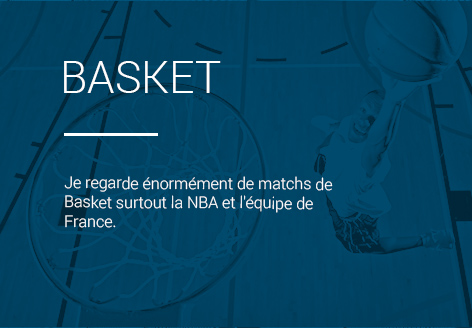 BASKET
Je regarde énormément de matchs de
Basket surtout la NBA et l'équipe de
France.